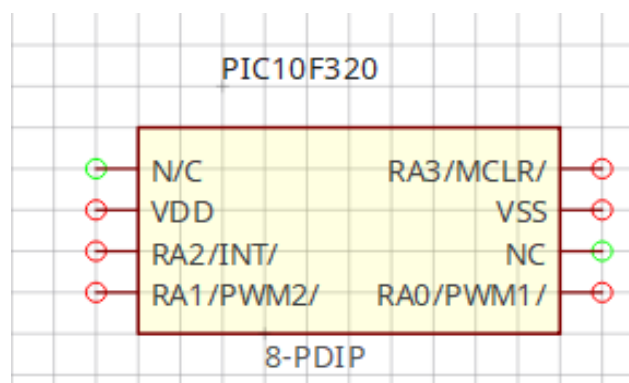 PIC10F320
N/C RA3/MCLR/
VDD VSS
RA2/INT/ NC
RA1/PWM2/ RA0/PWM1/
8-PDIP